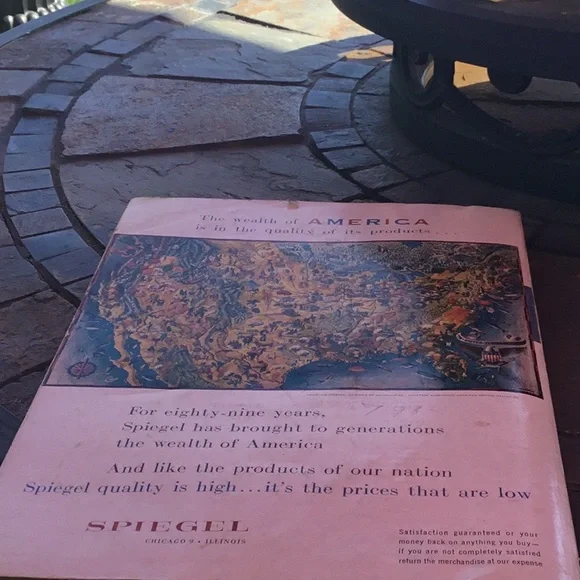 The wealth of AMERICA
is in the quality of its products....
For eighty-nine years,
Spiegel has brought to generations
the wealth of America
And like the products of our nation
Spiegel quality is high...it's the prices that are low
SPIEGEL
CHICAGO 9 • ILLINOIS
Satisfaction guaranteed or your
money back on anything you buy—
if you are not completely satisfied
return the merchandise at our expense